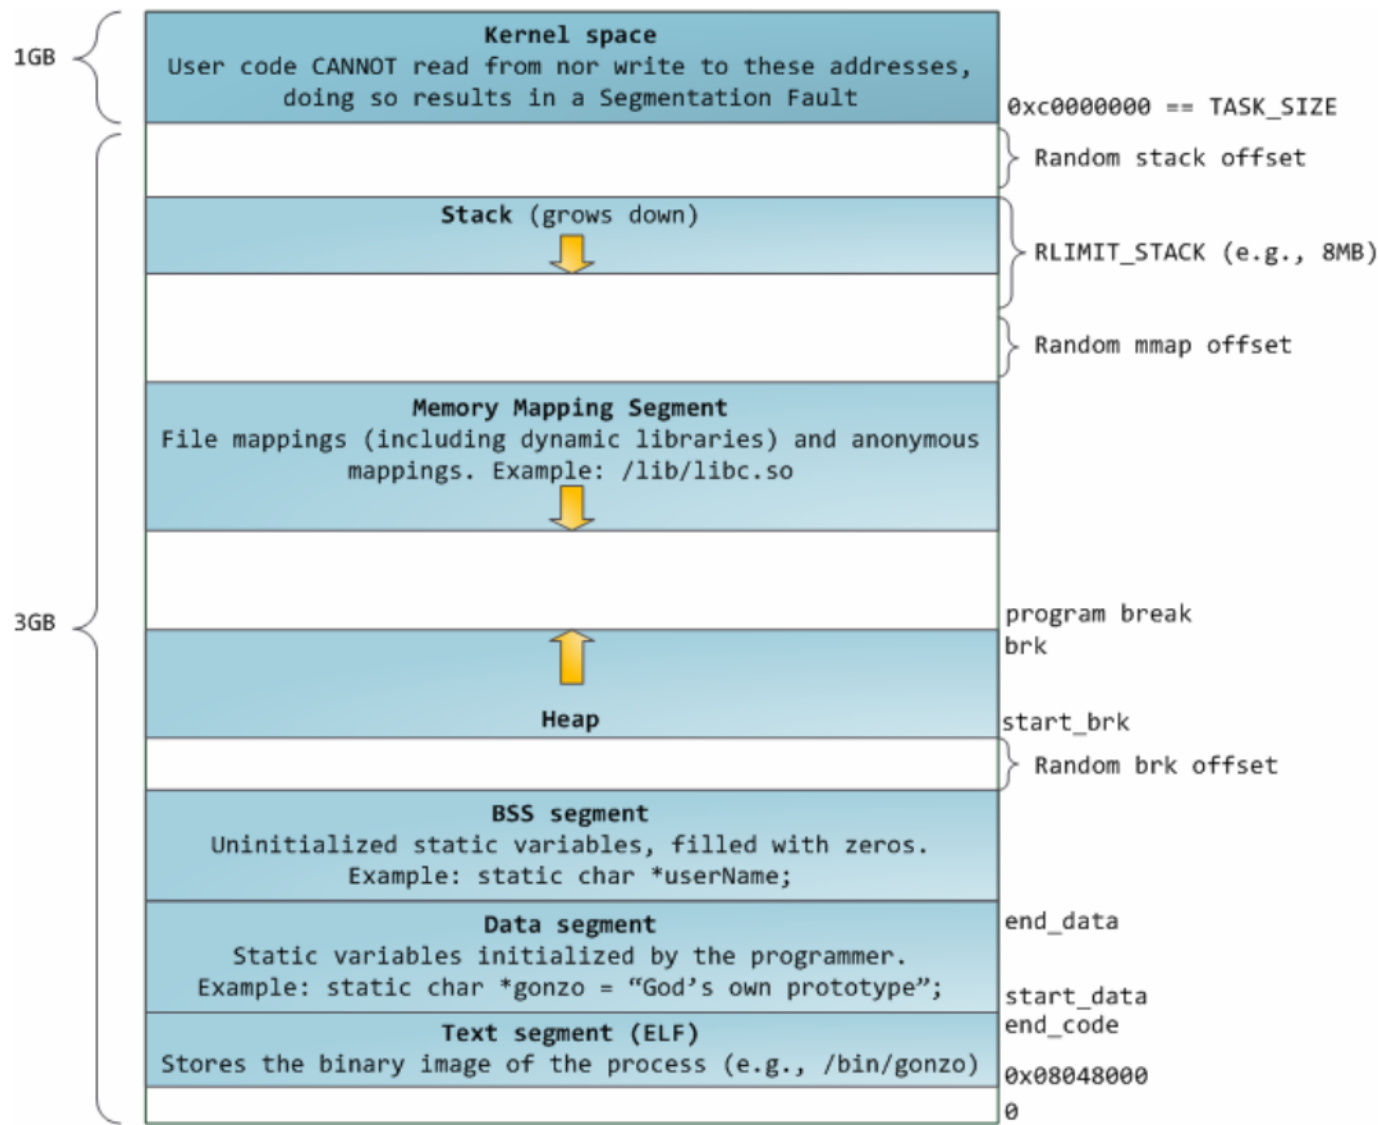 Kernel space
1GB
User code CANNOT read from nor write to these addresses,
doing so results in a Segmentation Fault
0xc0000000 == TASK_SIZE
Random stack offset
Stack (grows down)
RLIMIT_STACK (e.g., 8MB)
Random mmap offset
Memory Mapping Segment
File mappings (including dynamic libraries) and anonymous
mappings. Example: /lib/libc.so
3GB
program break
brk
Heap
start_brk
Random brk offset
BSS segment
Uninitialized static variables, filled with zeros.
Example: static char *userName;
Data segment
end_data
Static variables initialized by the programmer.
Example: static char *gonzo = “God’s own prototype”;
start_data
Text segment (ELF)
end_code
Stores the binary image of the process (e.g., /bin/gonzo)
0x08048000
0